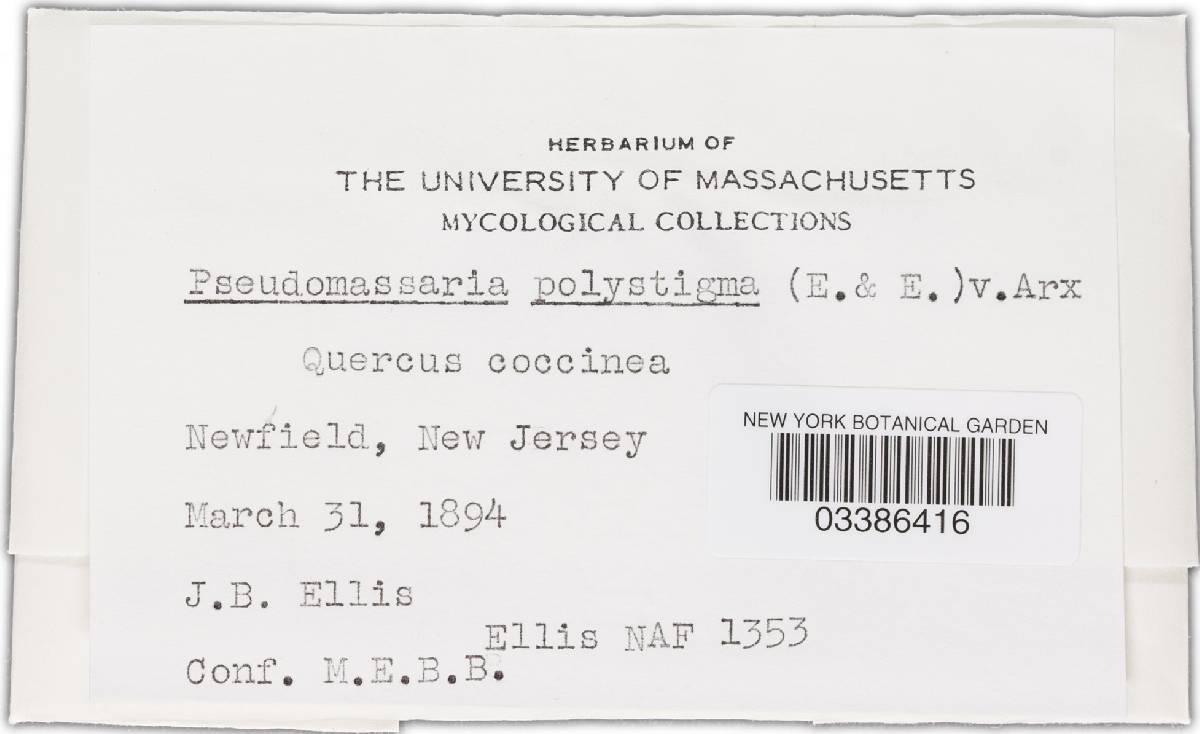 HERBARIUM OF
THE UNIVERSITY OF MASSACHUSETTS
MYCOLOGICAL COLLECTIONS
Pseudomassaria polystigma (E.& E.)v.Arx
Quercus coccinea
Newfield, New Jersey
NEW YORK BOTANICAL GARDEN
03386416
March 31, 1894
J.B. Ellis
Ellis NAF 1353
Conf. M.E.B.B.